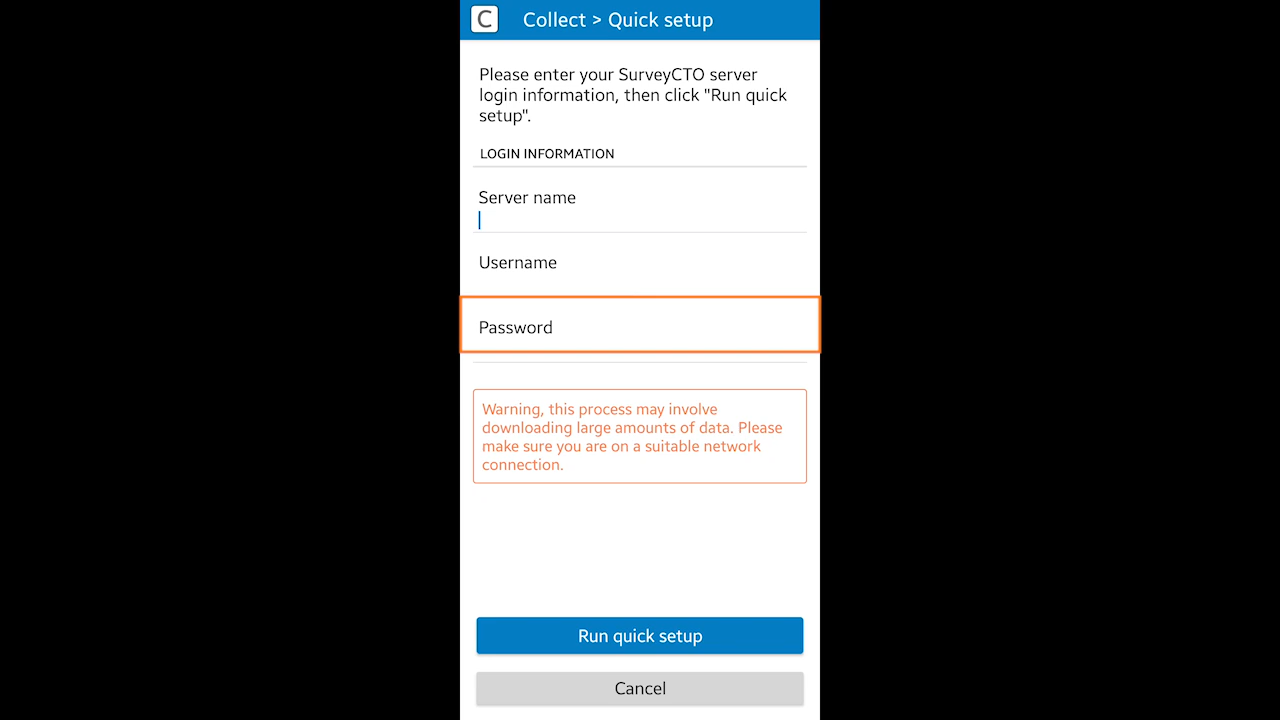 C Collect > Quick setup
Please enter your SurveyCTO server
login information, then click "Run quick
setup".
LOGIN INFORMATION
Server name
Username
Password
Warning, this process may involve
downloading large amounts of data. Please
make sure you are on a suitable network
connection.
Run quick setup
Cancel